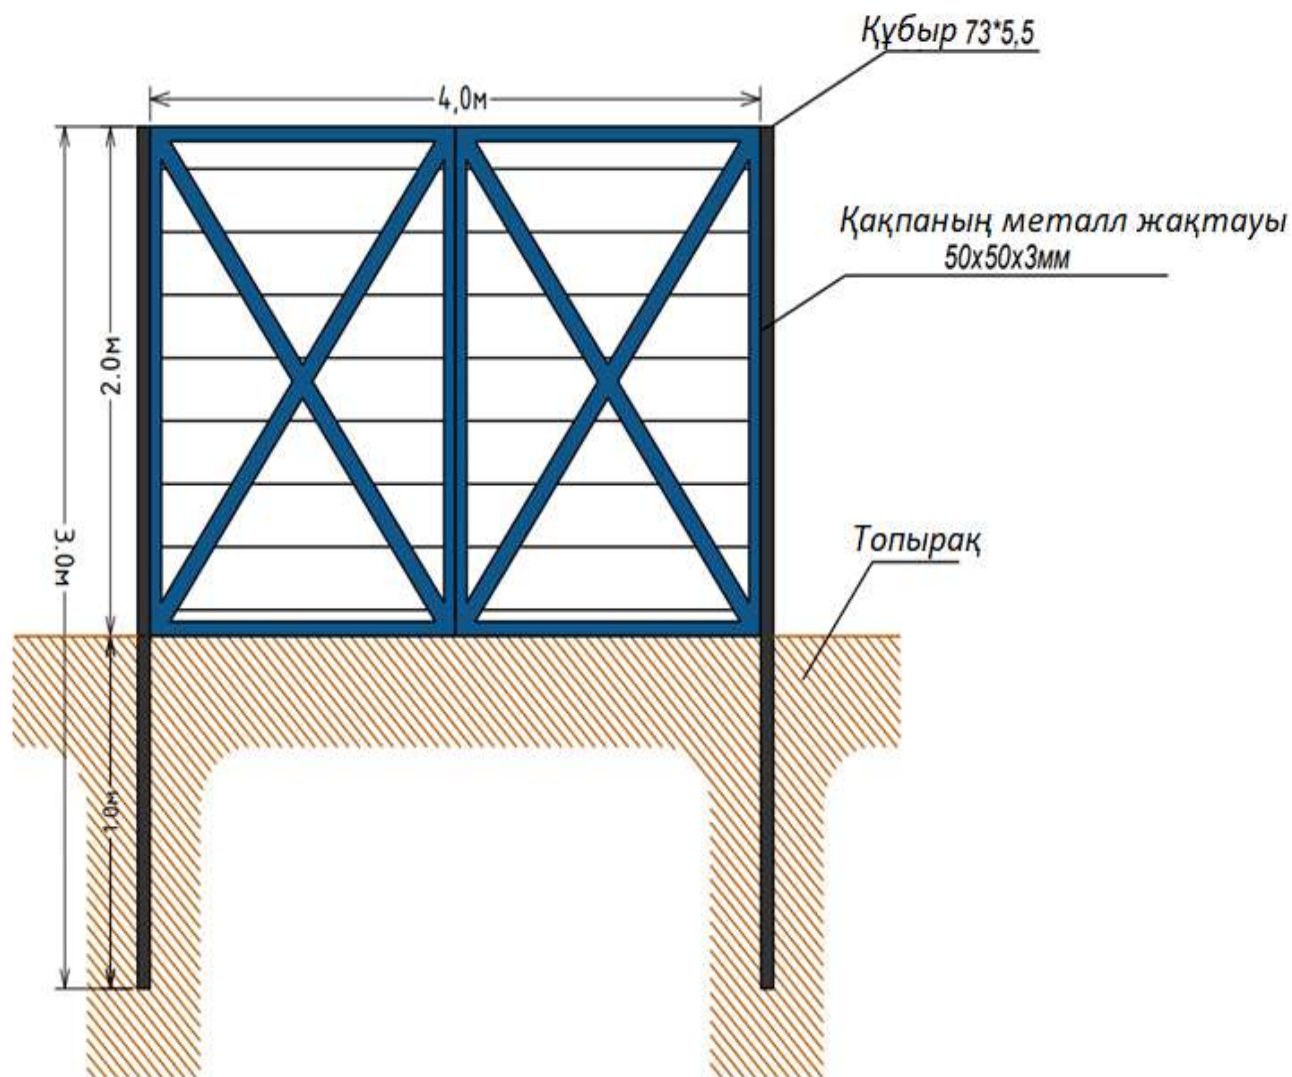 Құбыр 73*5,5
4,0м
Қақпаның металл жақтауы
50x50x3мм
2.0м
3.0м
Топырақ
1.0м